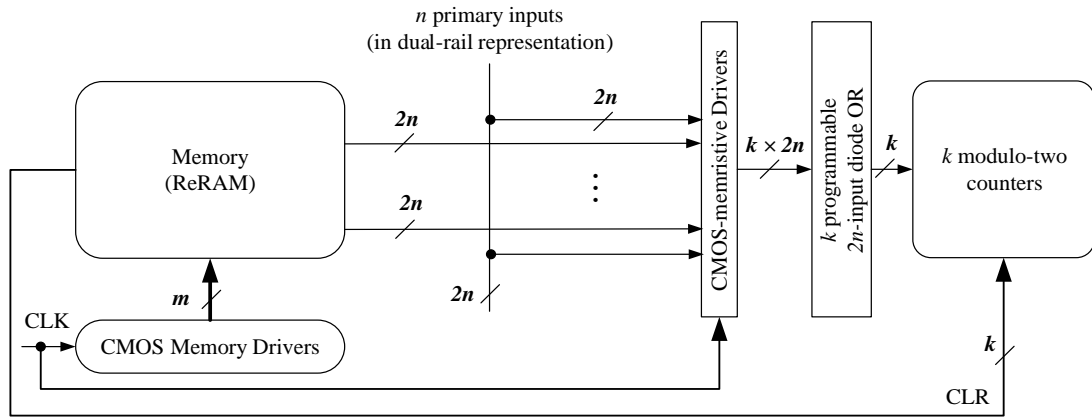 n primary inputs
(in dual-rail representation)
Memory
(ReRAM)
2n
2n
2n
2n
CMOS-memristive Drivers
k × 2n
k programmable
2n-input diode OR
k
k modulo-two
counters
m
CLK
CMOS Memory Drivers
k
CLR